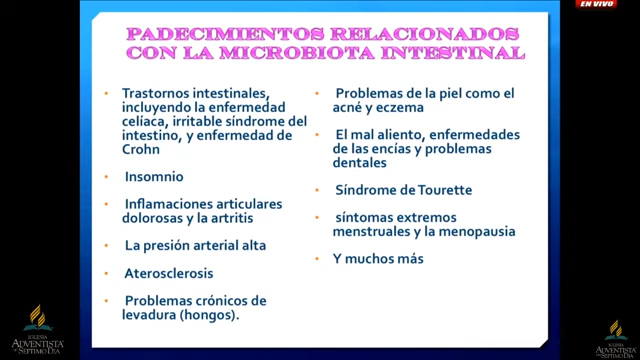 EN VIVO
PADECIMIENTOS RELACIONADOS
CON LA MICROBIOTA INTESTINAL
• Trastornos intestinales,
incluyendo la enfermedad
celíaca, irritable síndrome del
intestino, y enfermedad de
Crohn
• Insomnio
• Inflamaciones articulares
dolorosas y la artritis
• La presión arterial alta
• Aterosclerosis
• Problemas crónicos de
levadura (hongos).
• Problemas de la piel como el
acné y eczema
• El mal aliento, enfermedades
de las encías y problemas
dentales
• Síndrome de Tourette
• síntomas extremos
menstruales y la menopausia
• Y muchos más
IGLESIA
ADVENTISTA
DEL SÉPTIMO DÍA
IGLESIA
ADVENTISTA
DEL SÉPTIMO DÍA